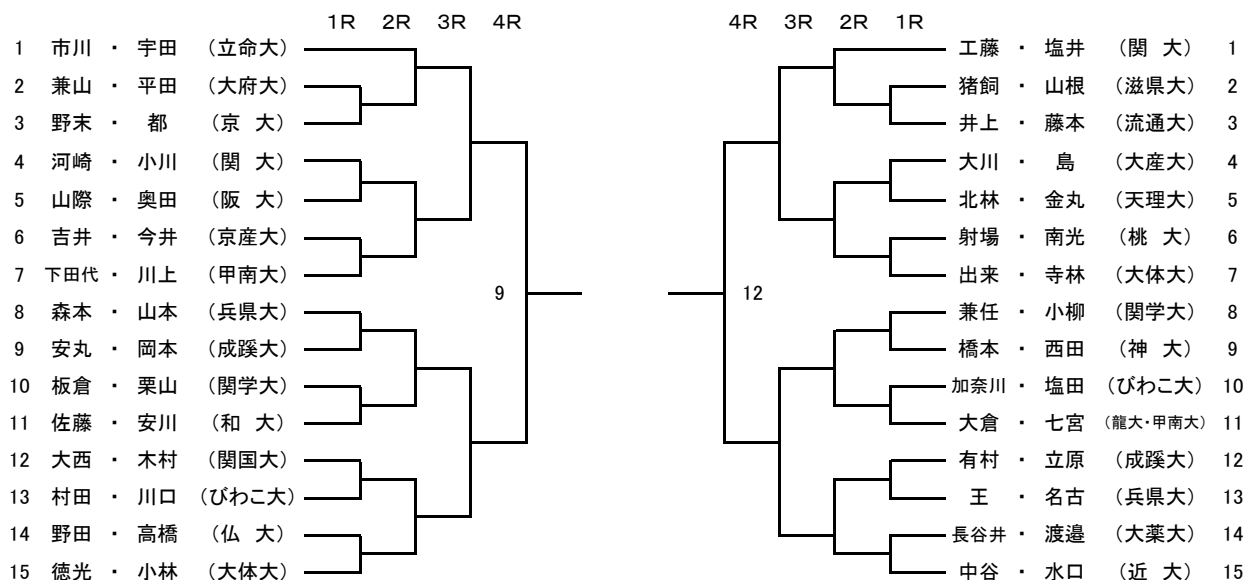 1R 2R 3R 4R
1 市川 ・ 宇田 (立命大)
2 兼山 ・ 平田 (大府大)
3 野末 ・ 都 (京 大)
4 河崎 ・ 小川 (関 大)
5 山際 ・ 奥田 (阪 大)
6 吉井 ・ 今井 (京産大)
7 下田代 ・ 川上 (甲南大)
8 森本 ・ 山本 (兵県大)
9 安丸 ・ 岡本 (成蹊大)
10 板倉 ・ 栗山 (関学大)
11 佐藤 ・ 安川 (和 大)
12 大西 ・ 木村 (関国大)
13 村田 ・ 川口 (びわこ大)
14 野田 ・ 高橋 (仏 大)
15 徳光 ・ 小林 (大体大)
9
4R 3R 2R 1R
工藤 ・ 塩井 (関 大) 1
猪飼 ・ 山根 (滋県大) 2
井上 ・ 藤本 (流通大) 3
大川 ・ 島 (大産大) 4
北林 ・ 金丸 (天理大) 5
射場 ・ 南光 (桃 大) 6
出来 ・ 寺林 (大体大) 7
兼任 ・ 小柳 (関学大) 8
橋本 ・ 西田 (神 大) 9
加奈川 ・ 塩田 (びわこ大) 10
大倉 ・ 七宮 (龍大・甲南大) 11
有村 ・ 立原 (成蹊大) 12
王 ・ 名古 (兵県大) 13
長谷井 ・ 渡邉 (大薬大) 14
中谷 ・ 水口 (近 大) 15
12